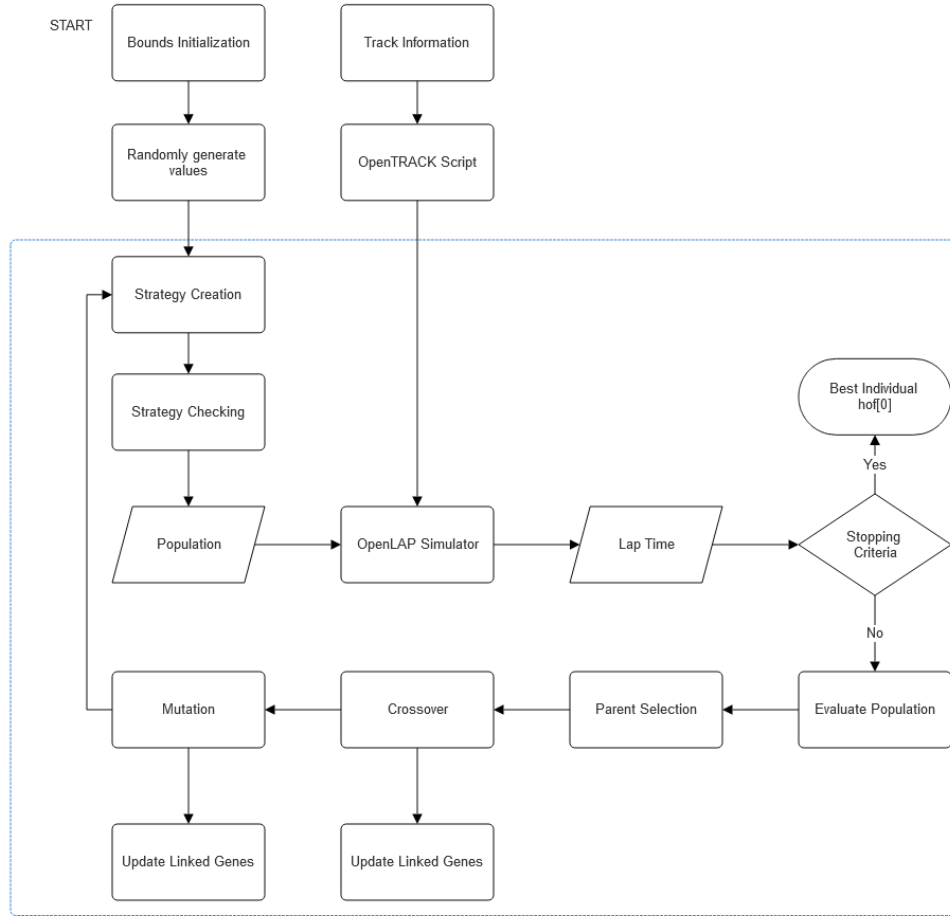 START
Bounds Initialization
Track Information
Randomly generate
values
OpenTRACK Script
Strategy Creation
Strategy Checking
Best Individual
hof[0]
Yes
Population
OpenLAP Simulator
Lap Time
Stopping
Criteria
No
Mutation
Crossover
Parent Selection
Evaluate Population
Update Linked Genes
Update Linked Genes